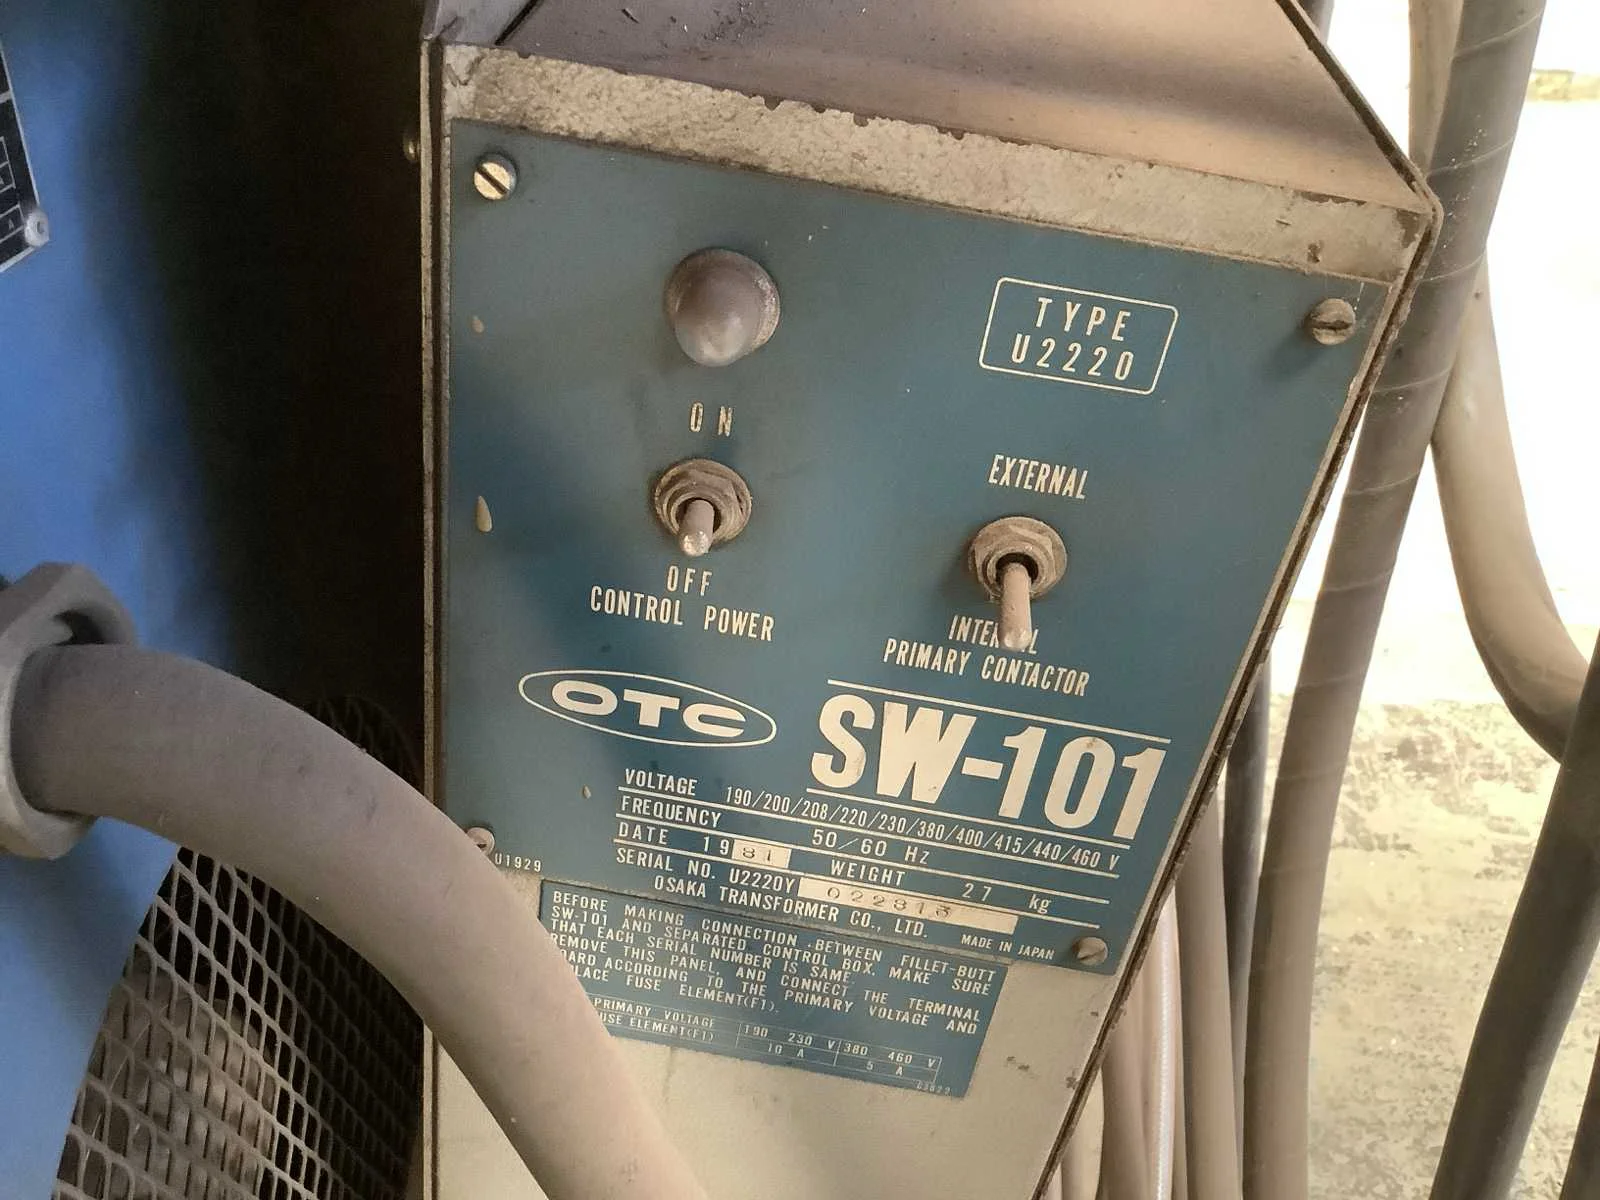 TYPE
U2220
ON
EXTERNAL
OFF
CONTROL POWER
PRIMARY CONTACTOR
OTC
SW-101
VOLTAGE 190/200/208/220/230/380/400/415/440/460 V
FREQUENCY 50/60 Hz
DATE 1981 WEIGHT 27 kg
SERIAL NO. U2220Y 022813
OSAKA TRANSFORMER CO., LTD. MADE IN JAPAN
U1929
BEFORE MAKING CONNECTION BETWEEN FILLET-BUTT
SW-101 AND SEPARATED CONTROL BOX, MAKE SURE
THAT EACH SERIAL NUMBER IS SAME.
REMOVE THIS PANEL, AND CONNECT THE TERMINAL
ACCORDING TO THE PRIMARY VOLTAGE AND
FUSE ELEMENT(F1).
PRIMARY VOLTAGE 190 230 V 380 460 V
ELEMENT(F1) 10 A 5 A